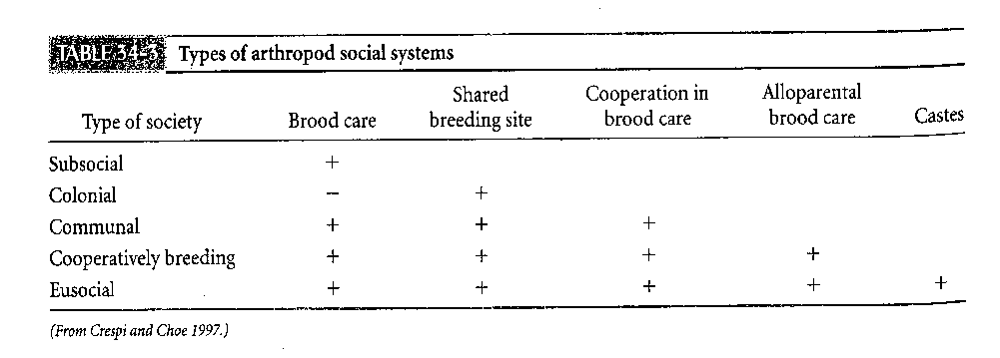 TABLE 34-3 Types of arthropod social systems
Shared Cooperation in Alloparental
Type of society Brood care breeding site brood care brood care Castes
Subsocial +
Colonial − +
Communal + + +
Cooperatively breeding + + + +
Eusocial + + + + +
(From Crespi and Choe 1997.)